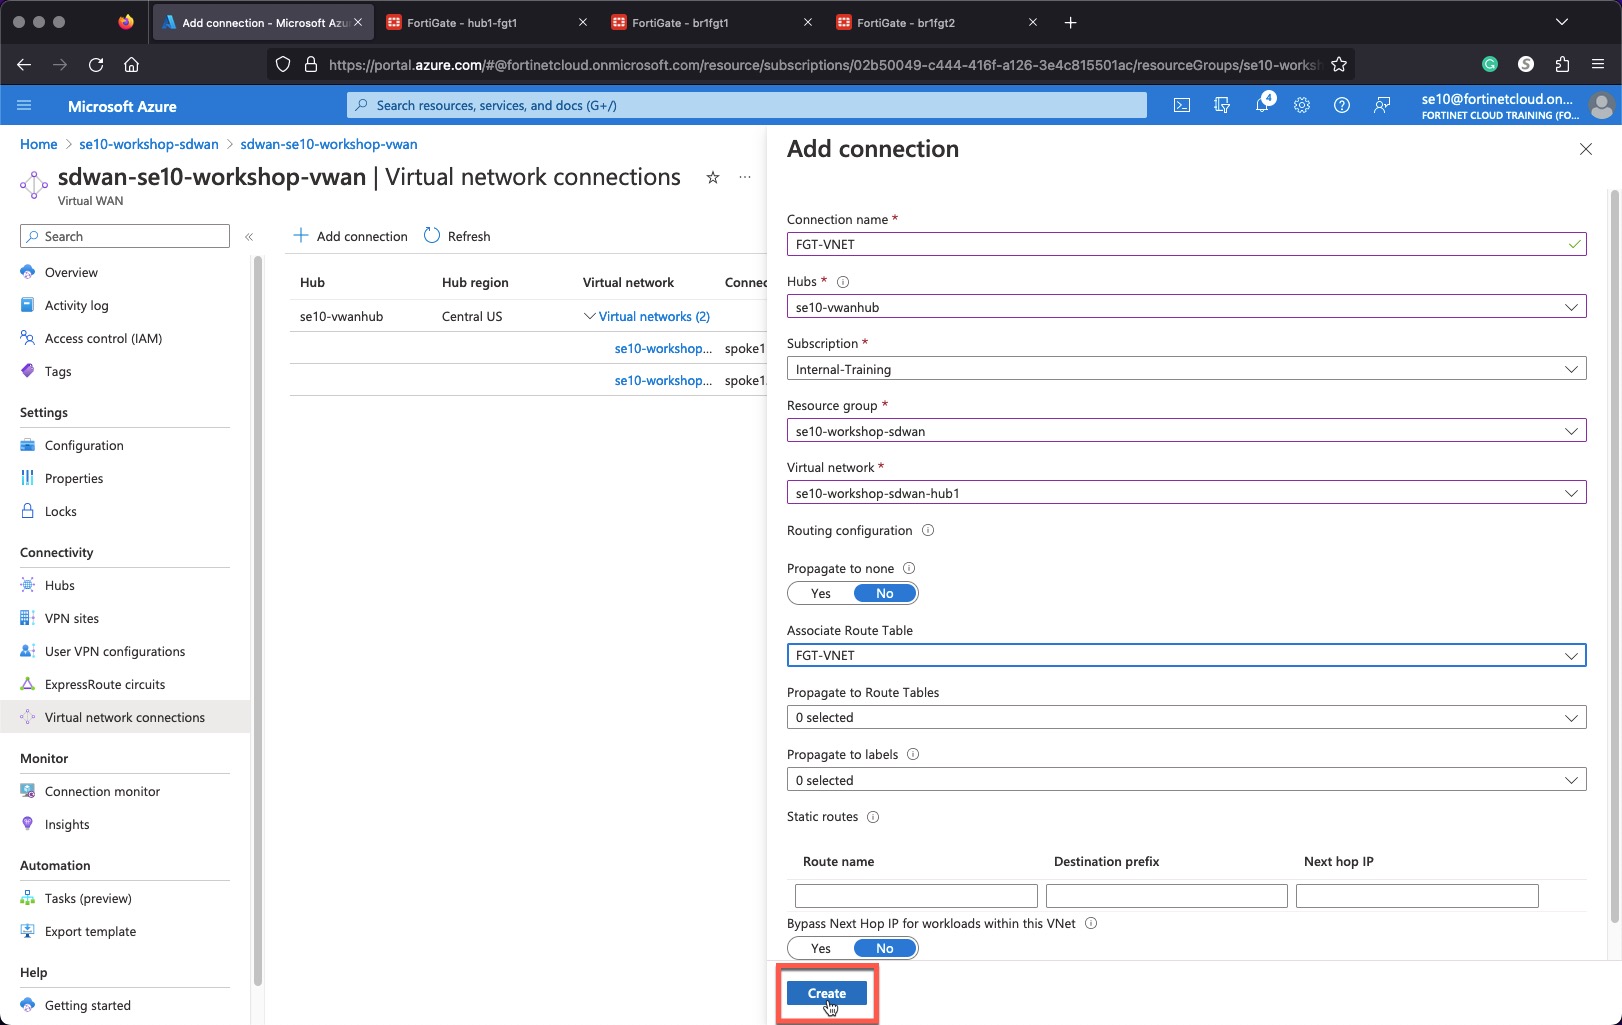 Add connection - Microsoft Azu
FortiGate - hub1-fgt1
FortiGate - br1fgt1
FortiGate - br1fgt2
https://portal.azure.com/#@fortinetcloud.onmicrosoft.com/resource/subscriptions/02b50049-c444-416f-a126-3e4c815501ac/resourceGroups/se10-worksh
Microsoft Azure
Search resources, services, and docs (G+/)
4
se10@fortinetcloud.on...
FORTINET CLOUD TRAINING (FO...
Home > se10-workshop-sdwan > sdwan-se10-workshop-vwan
sdwan-se10-workshop-vwan | Virtual network connections
Virtual WAN
Search
Overview
Activity log
Access control (IAM)
Tags
Settings
Configuration
Properties
Locks
Connectivity
Hubs
VPN sites
User VPN configurations
ExpressRoute circuits
Virtual network connections
Monitor
Connection monitor
Insights
Automation
Tasks (preview)
Export template
Help
Getting started
Add connection
Refresh
Hub
Hub region
Virtual network
Connec
se10-vwanhub
Central US
Virtual networks (2)
se10-workshop...
spoke1
se10-workshop...
spoke1
Add connection
Connection name *
FGT-VNET
Hubs *
se10-vwanhub
Subscription *
Internal-Training
Resource group *
se10-workshop-sdwan
Virtual network *
se10-workshop-sdwan-hub1
Routing configuration
Propagate to none
Yes
No
Associate Route Table
FGT-VNET
Propagate to Route Tables
0 selected
Propagate to labels
0 selected
Static routes
Route name
Destination prefix
Next hop IP
Bypass Next Hop IP for workloads within this VNet
Yes
No
Create